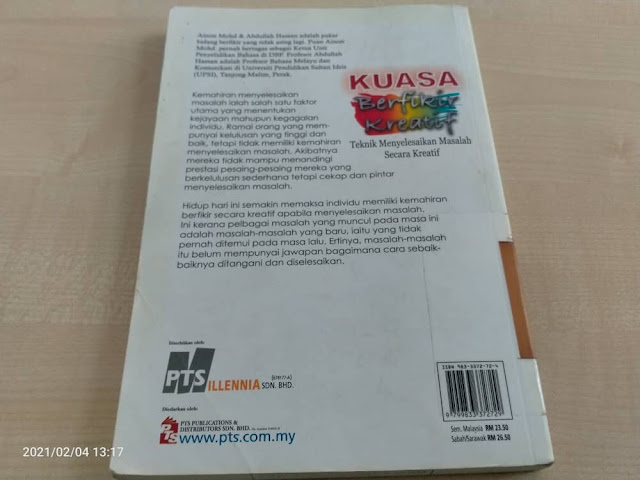 Ainon Mohd & Abdullah Hassan adalah pakar
bidang berfikir yang tidak asing lagi. Puan Ainon
Mohd. pernah bertugas sebagai Ketua Unit
Penyelidikan Bahasa di DBP. Profesor Abdullah
Hassan adalah Profesor Bahasa Melayu dan
Komunikasi di Universiti Pendidikan Sultan Idris
(UPSI), Tanjong Malim, Perak.
KUASA
Berfikir
Kreatif
Teknik Menyelesaikan Masalah
Secara Kreatif
Kemahiran menyelesaikan
masalah ialah salah satu faktor
utama yang menentukan
kejayaan mahupun kegagalan
individu. Ramai orang yang mem-
punyai kelulusan yang tinggi dan
baik, tetapi tidak memiliki kemahiran
menyelesaikan masalah. Akibatnya
mereka tidak mampu menandingi
prestasi pesaing-pesaing mereka yang
berkelulusan sederhana tetapi cekap dan pintar
menyelesaikan masalah.
Hidup hari ini semakin memaksa individu memiliki kemahiran
berfikir secara kreatif apabila menyelesaikan masalah.
Ini kerana pelbagai masalah yang muncul pada masa ini
adalah masalah-masalah yang baru, iaitu yang tidak
pernah ditemui pada masa lalu. Ertinya, masalah-masalah
itu belum mempunyai jawapan bagaimana cara sebaik-
baiknya ditangani dan diselesaikan.
Diterbitkan oleh:
PTS MILLENNIA SDN. BHD.
Diedarkan oleh:
PTS PTS PUBLICATIONS &
DISTRIBUTORS SDN. BHD.
www.pts.com.my
ISBN 983-3372-72-4
9 799833 372729
Sem. Malaysia RM 23.50
Sabah/Sarawak RM 26.50
2021/02/04 13:17